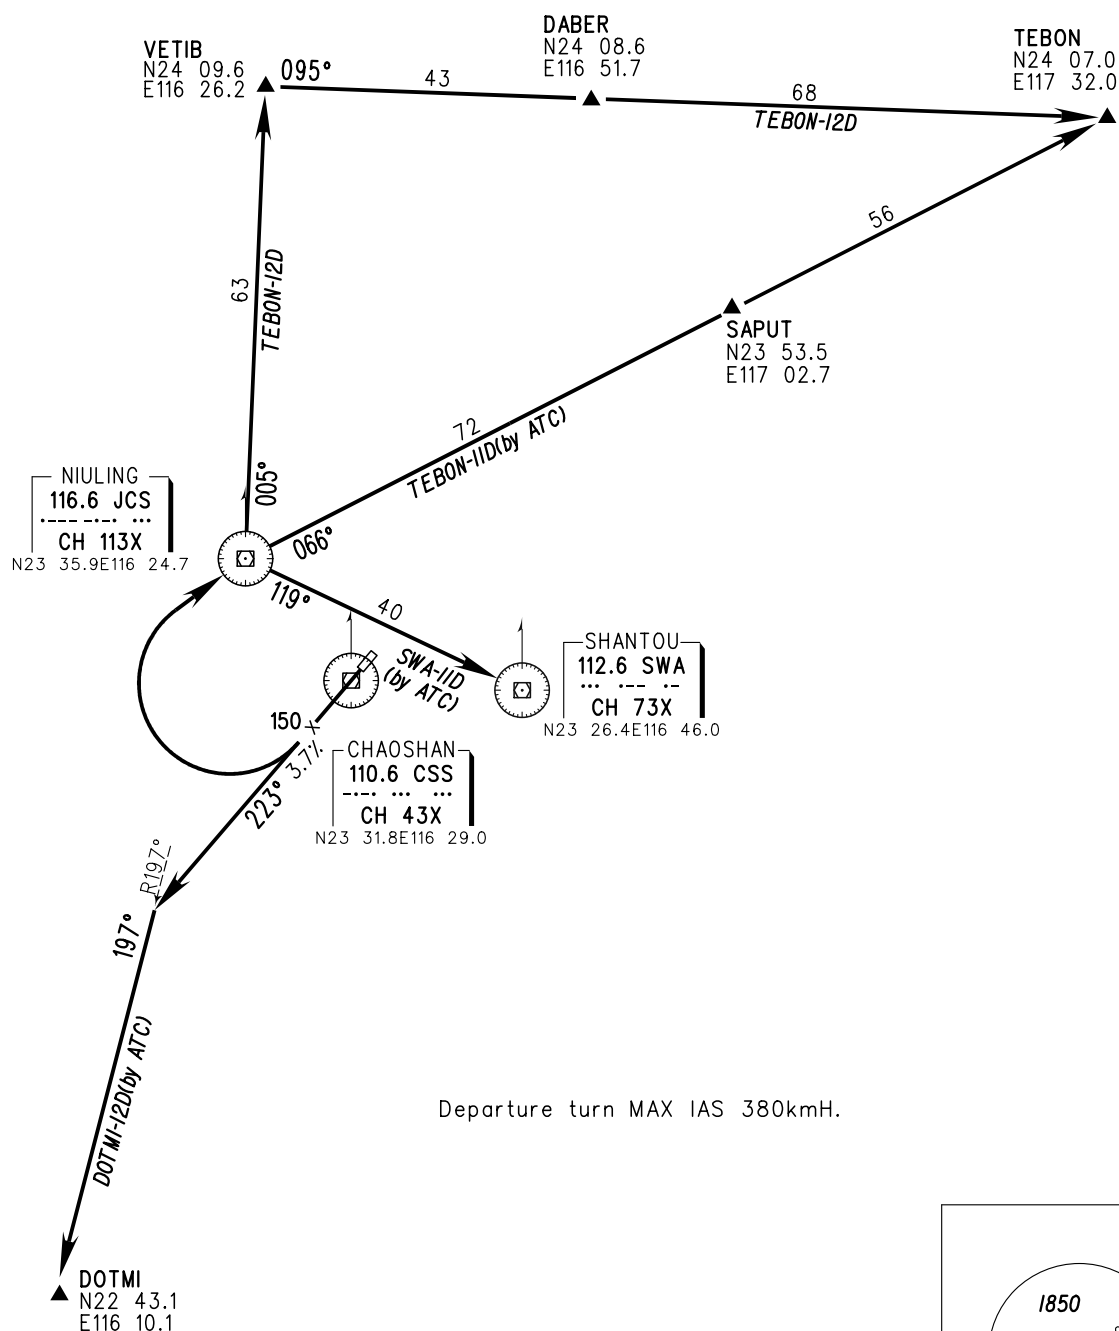 DABER
N24 08.6
E116 51.7
TEBON
N24 07.0
E117 32.0
VETIB
N24 09.6
E116 26.2
095°
43
68
TEBON-12D
56
63
TEBON-12D
SAPUT
N23 53.5
E117 02.7
72
TEBON-11D(by ATC)
005°
066°
NIULING
116.6 JCS
·--- -·-· ···
CH 113X
N23 35.9E116 24.7
119°
40
SWA-11D
(by ATC)
SHANTOU
112.6 SWA
··· ·-- ·-
CH 73X
N23 26.4E116 46.0
150
3.7%
223°
CHAOSHAN
110.6 CSS
-·-· ··· ···
CH 43X
N23 31.8E116 29.0
R197°
197°
DOTMI-12D(by ATC)
Departure turn MAX IAS 380kmH.
DOTMI
N22 43.1
E116 10.1
1850